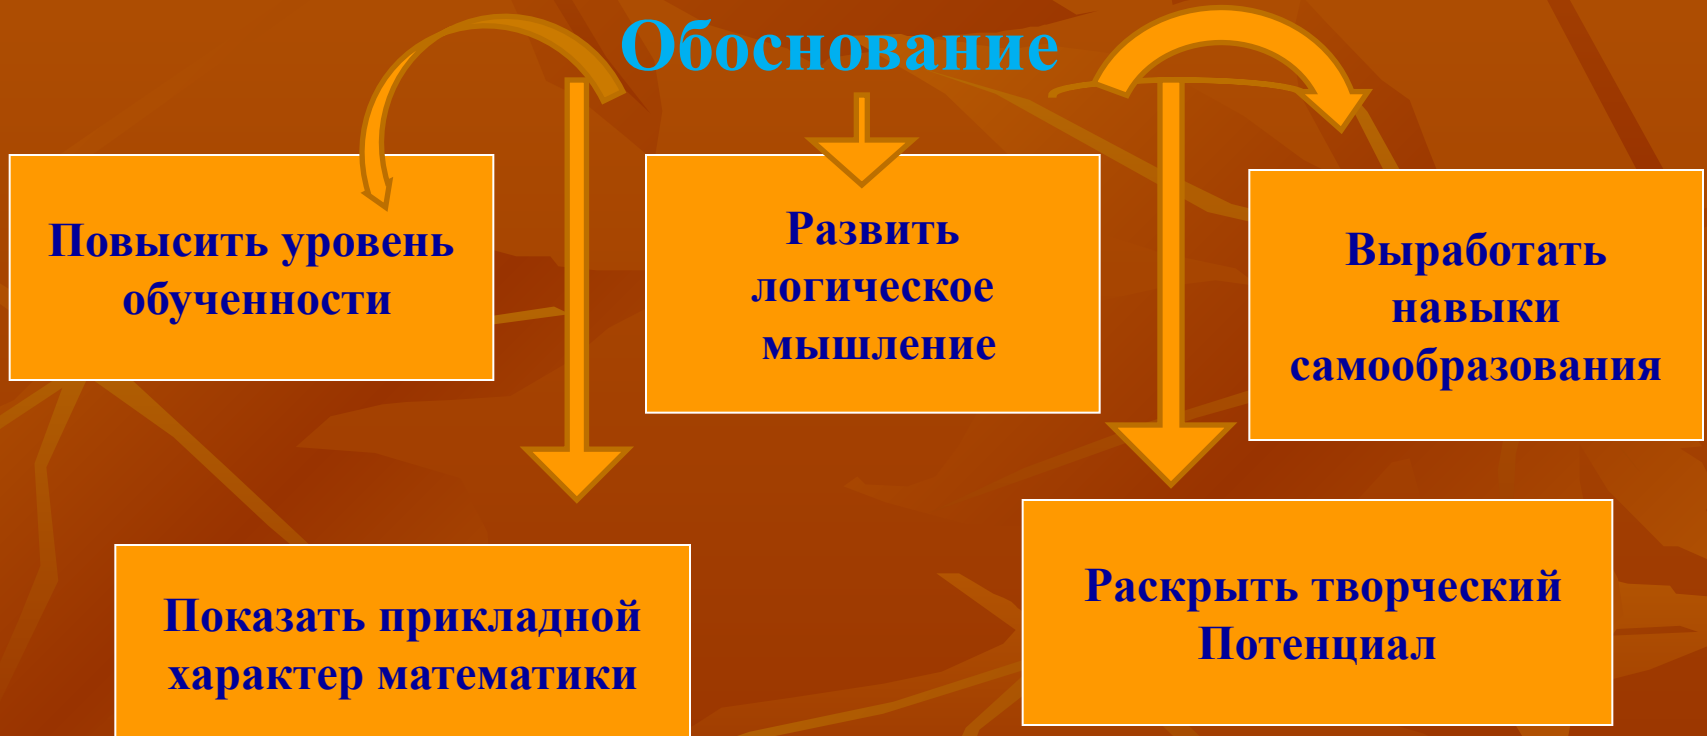 Обоснование
Повысить уровень
обученности
Развить
логическое
мышление
Выработать
навыки
самообразования
Показать прикладной
характер математики
Раскрыть творческий
Потенциал